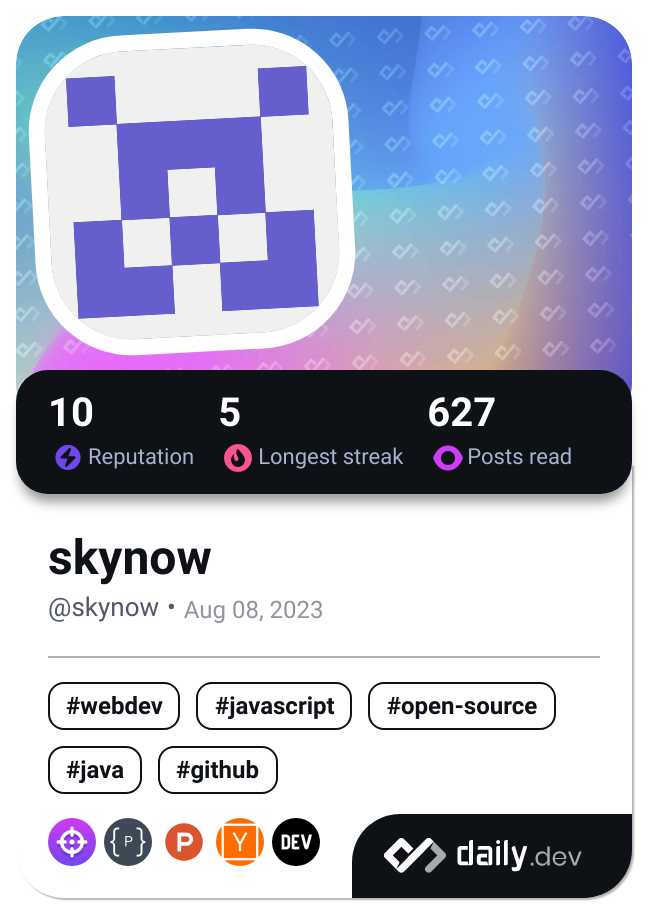 10 5 627
Reputation Longest streak Posts read
skynow
@skynow • Aug 08, 2023
#webdev #javascript #open-source
#java #github
{P} P Y DEV
daily.dev